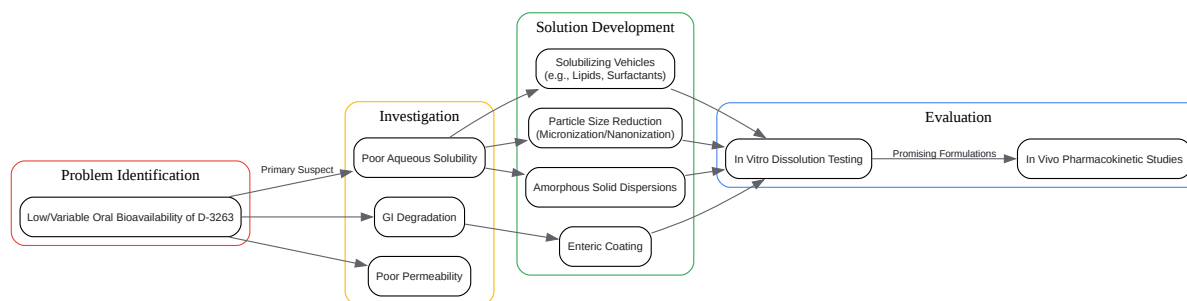 Problem Identification
Low/Variable Oral Bioavailability of D-3263
Primary Suspect
Investigation
Poor Aqueous Solubility
GI Degradation
Poor Permeability
Solution Development
Solubilizing Vehicles
(e.g., Lipids, Surfactants)
Particle Size Reduction
(Micronization/Nanonization)
Amorphous Solid Dispersions
Enteric Coating
Evaluation
In Vitro Dissolution Testing
Promising Formulations
In Vivo Pharmacokinetic Studies